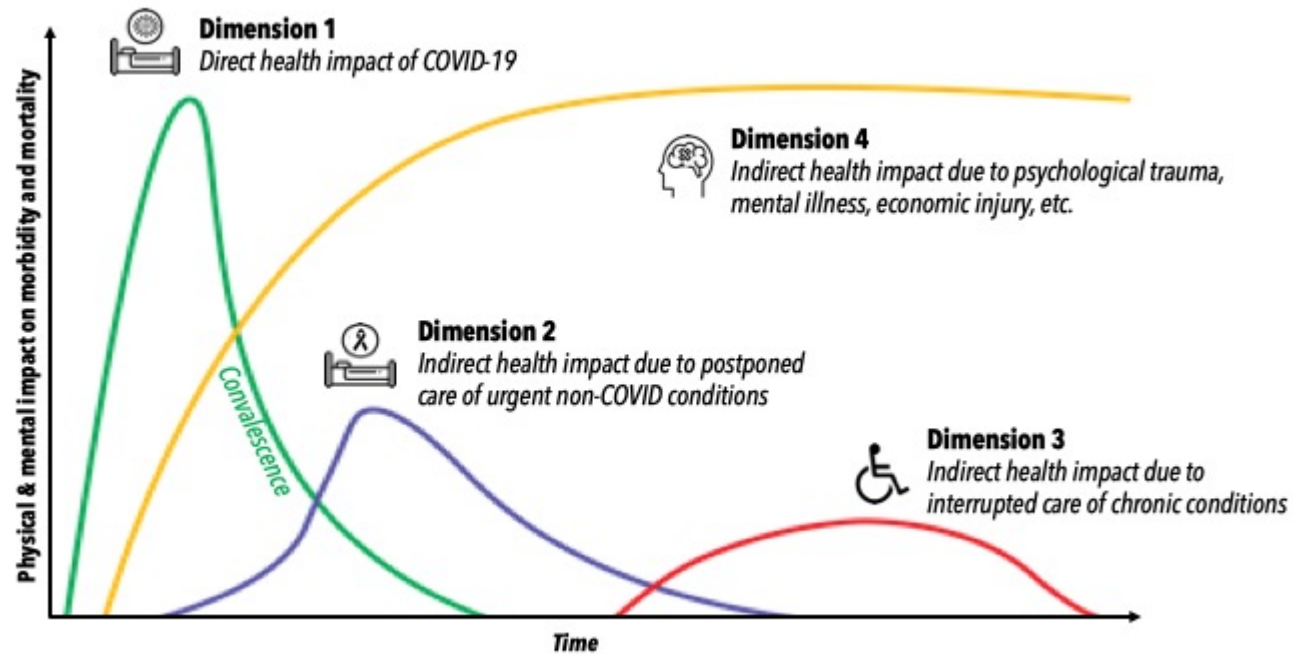 Dimension 1
Direct health impact of COVID-19
Physical & mental impact on morbidity and mortality
Dimension 4
Indirect health impact due to psychological trauma,
mental illness, economic injury, etc.
Dimension 2
Indirect health impact due to postponed
care of urgent non-COVID conditions
Convalescence
Dimension 3
Indirect health impact due to
interrupted care of chronic conditions
Time